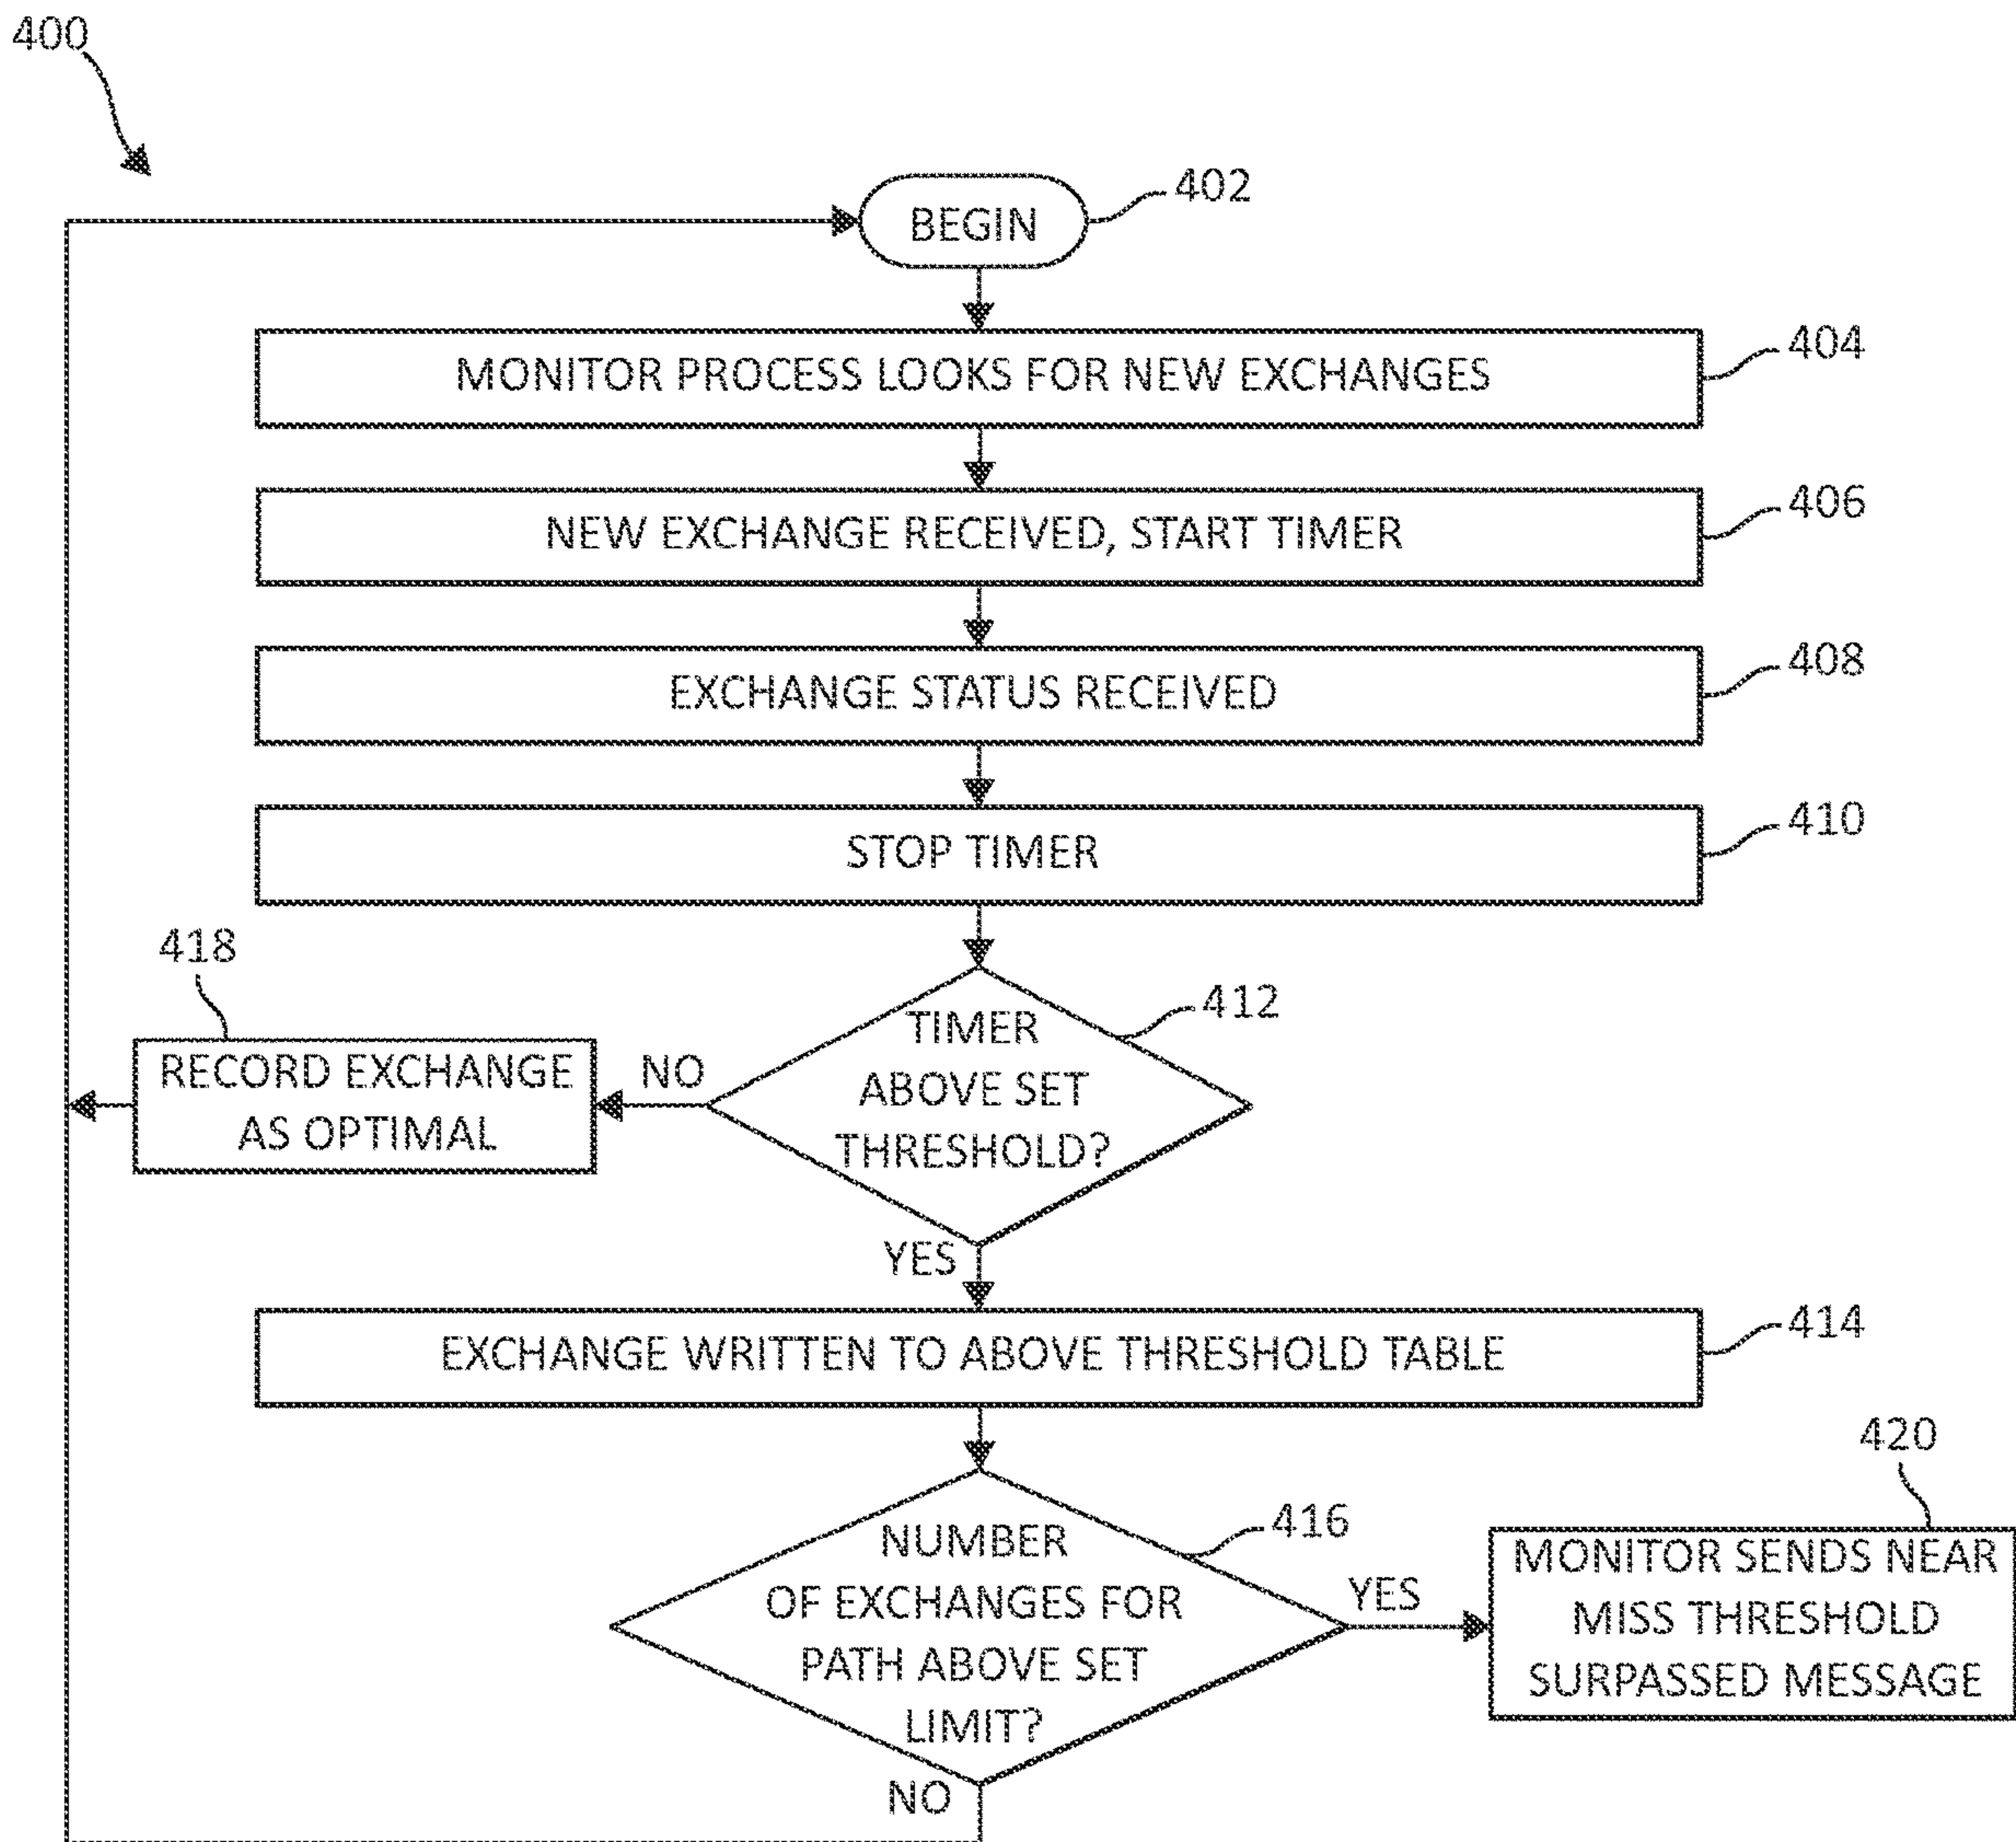 400
BEGIN
402
MONITOR PROCESS LOOKS FOR NEW EXCHANGES
404
NEW EXCHANGE RECEIVED, START TIMER
406
EXCHANGE STATUS RECEIVED
408
STOP TIMER
410
418
RECORD EXCHANGE
AS OPTIMAL
NO
412
TIMER
ABOVE SET
THRESHOLD?
YES
EXCHANGE WRITTEN TO ABOVE THRESHOLD TABLE
414
416
NUMBER
OF EXCHANGES FOR
PATH ABOVE SET
LIMIT?
YES
420
MONITOR SENDS NEAR
MISS THRESHOLD
SURPASSED MESSAGE
NO